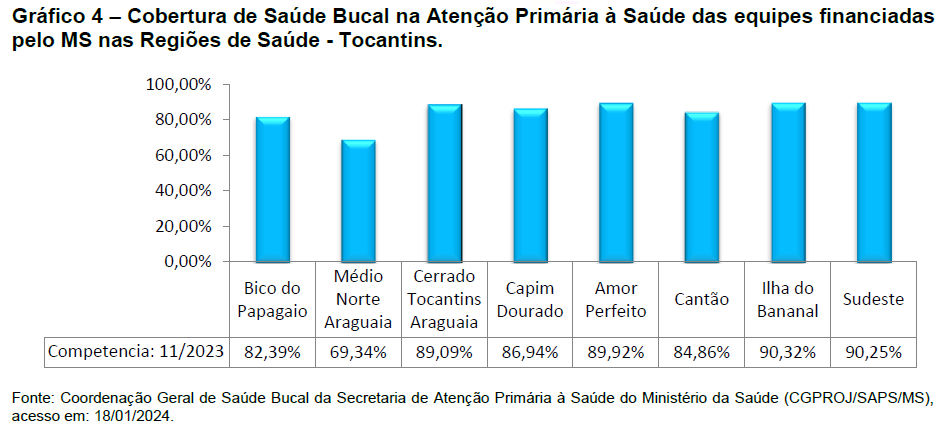 Gráfico 4 – Cobertura de Saúde Bucal na Atenção Primária à Saúde das equipes financiadas
pelo MS nas Regiões de Saúde - Tocantins.
100,00%
80,00%
60,00%
40,00%
20,00%
0,00%
Bico do
Papagaio
Médio
Norte
Araguaia
Cerrado
Tocantins
Araguaia
Capim
Dourado
Amor
Perfeito
Cantão
Ilha do
Bananal
Sudeste
Competencia: 11/2023 82,39% 69,34% 89,09% 86,94% 89,92% 84,86% 90,32% 90,25%
Fonte: Coordenação Geral de Saúde Bucal da Secretaria de Atenção Primária à Saúde do Ministério da Saúde (CGPROJ/SAPS/MS),
acesso em: 18/01/2024.